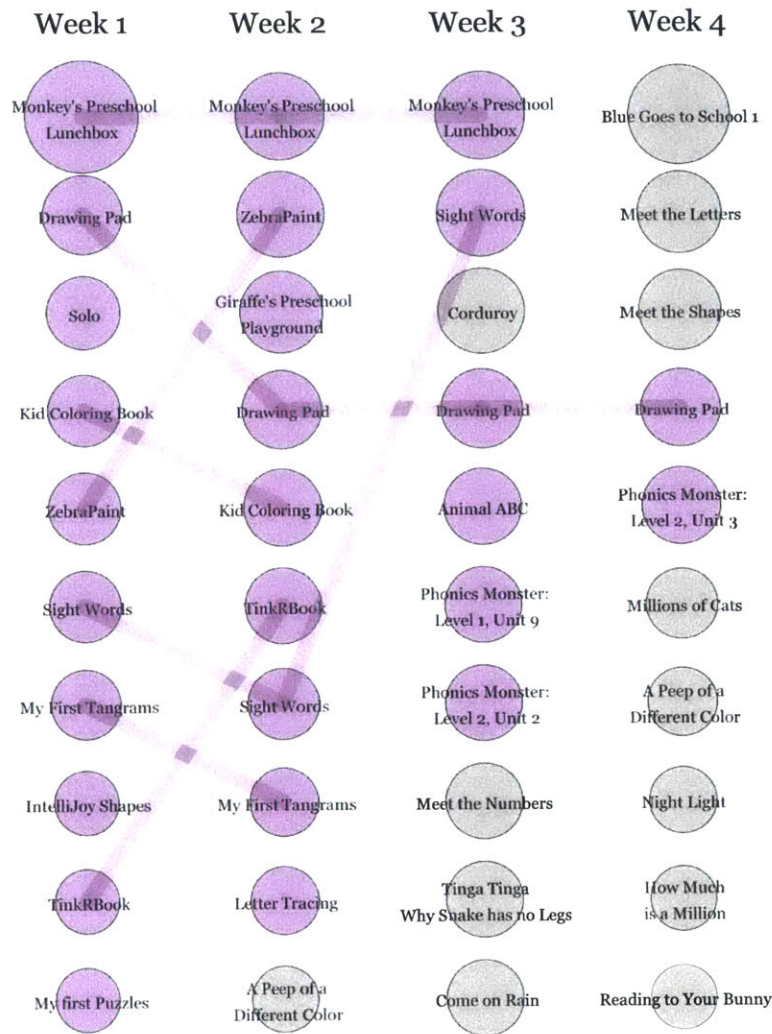 Week 1
Week 2
Week 3
Week 4
Monkey's Preschool
Lunchbox
Monkey's Preschool
Lunchbox
Monkey's Preschool
Lunchbox
Blue Goes to School 1
Drawing Pad
ZebraPaint
Sight Words
Meet the Letters
Solo
Giraffe's Preschool
Playground
Corduroy
Meet the Shapes
Kid Coloring Book
Drawing Pad
Drawing Pad
Drawing Pad
ZebraPaint
Kid Coloring Book
Animal ABC
Phonics Monster:
Level 2, Unit 3
Sight Words
TinkRBook
Phonics Monster:
Level 1, Unit 9
Millions of Cats
My First Tangrams
Sight Words
Phonics Monster:
Level 2, Unit 2
A Peep of a
Different Color
IntelliJoy Shapes
My First Tangrams
Meet the Numbers
Night Light
TinkRBook
Letter Tracing
Tinga Tinga
Why Snake has no Legs
How Much
is a Million
My first Puzzles
A Peep of a
Different Color
Come on Rain
Reading to Your Bunny